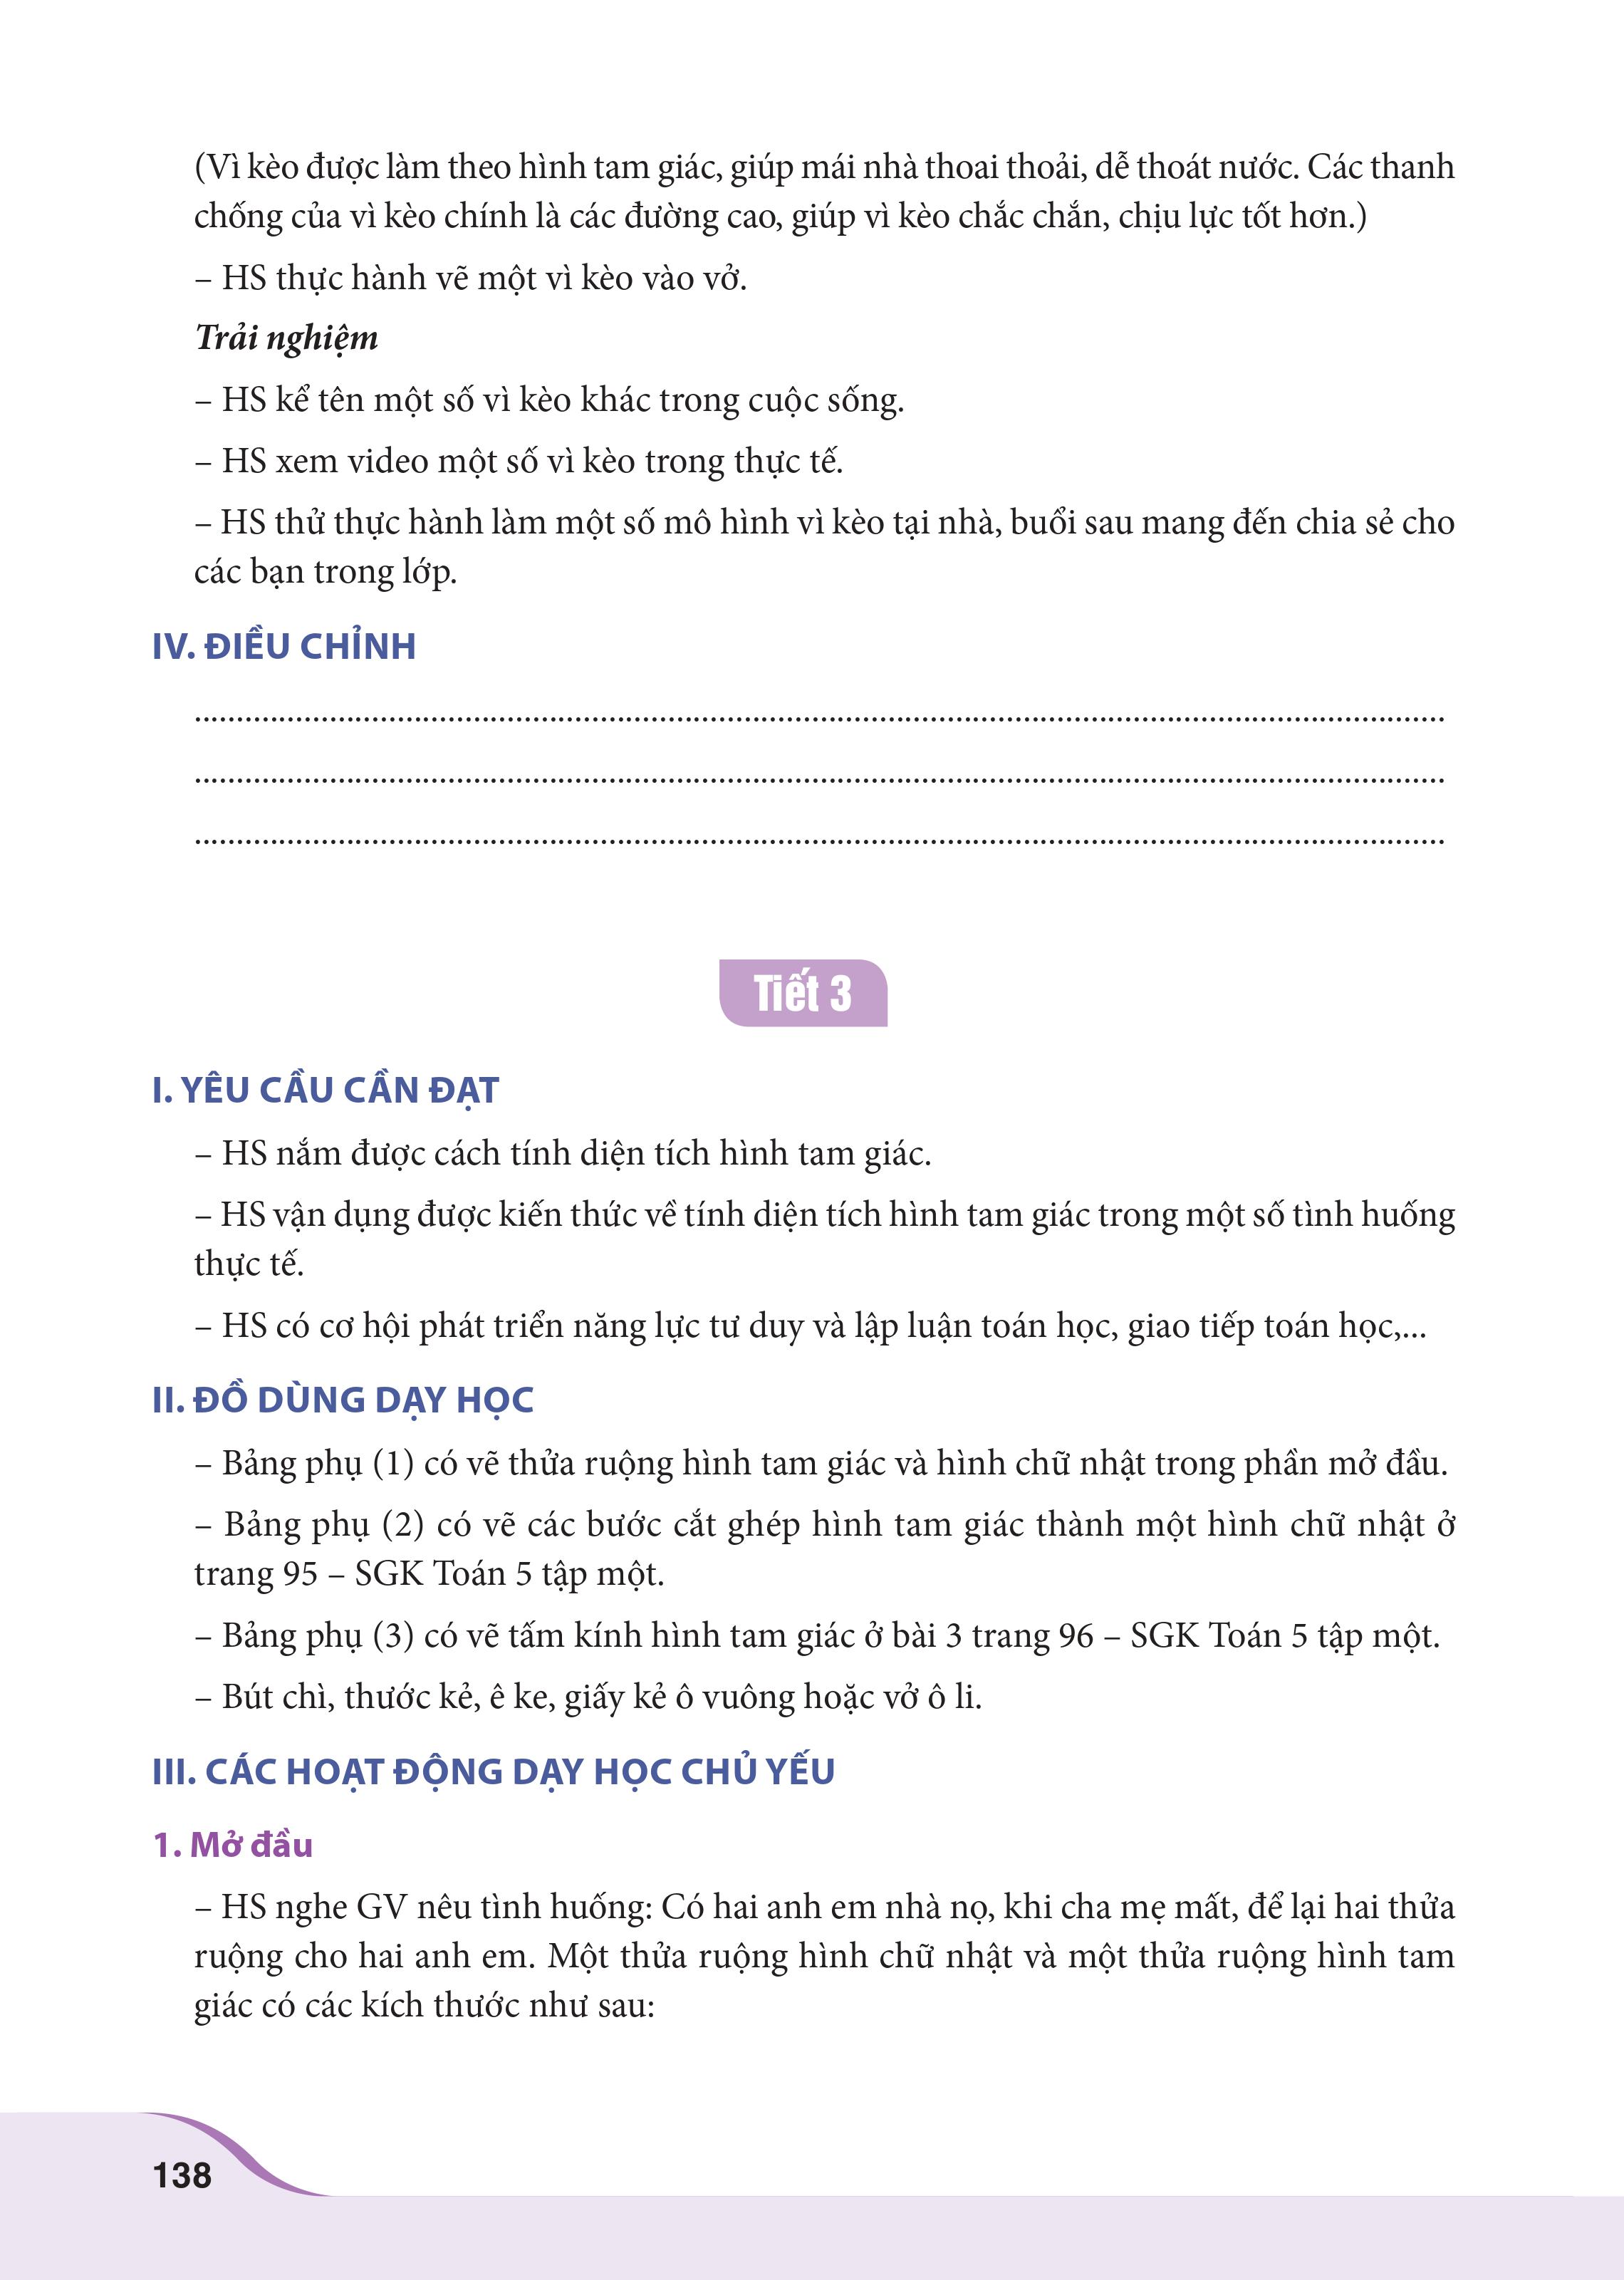 (Vì kèo được làm theo hình tam giác, giúp mái nhà thoai thoải, dễ thoát nước. Các thanh
chống của vì kèo chính là các đường cao, giúp vì kèo chắc chắn, chịu lực tốt hơn.)
– HS thực hành vẽ một vì kèo vào vở.
Trải nghiệm
– HS kể tên một số vì kèo khác trong cuộc sống.
– HS xem video một số vì kèo trong thực tế.
– HS thử thực hành làm một số mô hình vì kèo tại nhà, buổi sau mang đến chia sẻ cho
các bạn trong lớp.
IV. ĐIỀU CHỈNH
Tiết 3
I. YÊU CẦU CẦN ĐẠT
– HS nắm được cách tính diện tích hình tam giác.
– HS vận dụng được kiến thức về tính diện tích hình tam giác trong một số tình huống
thực tế.
– HS có cơ hội phát triển năng lực tư duy và lập luận toán học, giao tiếp toán học,...
II. ĐỒ DÙNG DẠY HỌC
– Bảng phụ (1) có vẽ thửa ruộng hình tam giác và hình chữ nhật trong phần mở đầu.
– Bảng phụ (2) có vẽ các bước cắt ghép hình tam giác thành một hình chữ nhật ở
trang 95 – SGK Toán 5 tập một.
– Bảng phụ (3) có vẽ tấm kính hình tam giác ở bài 3 trang 96 – SGK Toán 5 tập một.
– Bút chì, thước kẻ, ê ke, giấy kẻ ô vuông hoặc vở ô li.
III. CÁC HOẠT ĐỘNG DẠY HỌC CHỦ YẾU
1. Mở đầu
– HS nghe GV nêu tình huống: Có hai anh em nhà nọ, khi cha mẹ mất, để lại hai thửa
ruộng cho hai anh em. Một thửa ruộng hình chữ nhật và một thửa ruộng hình tam
giác có các kích thước như sau:
138